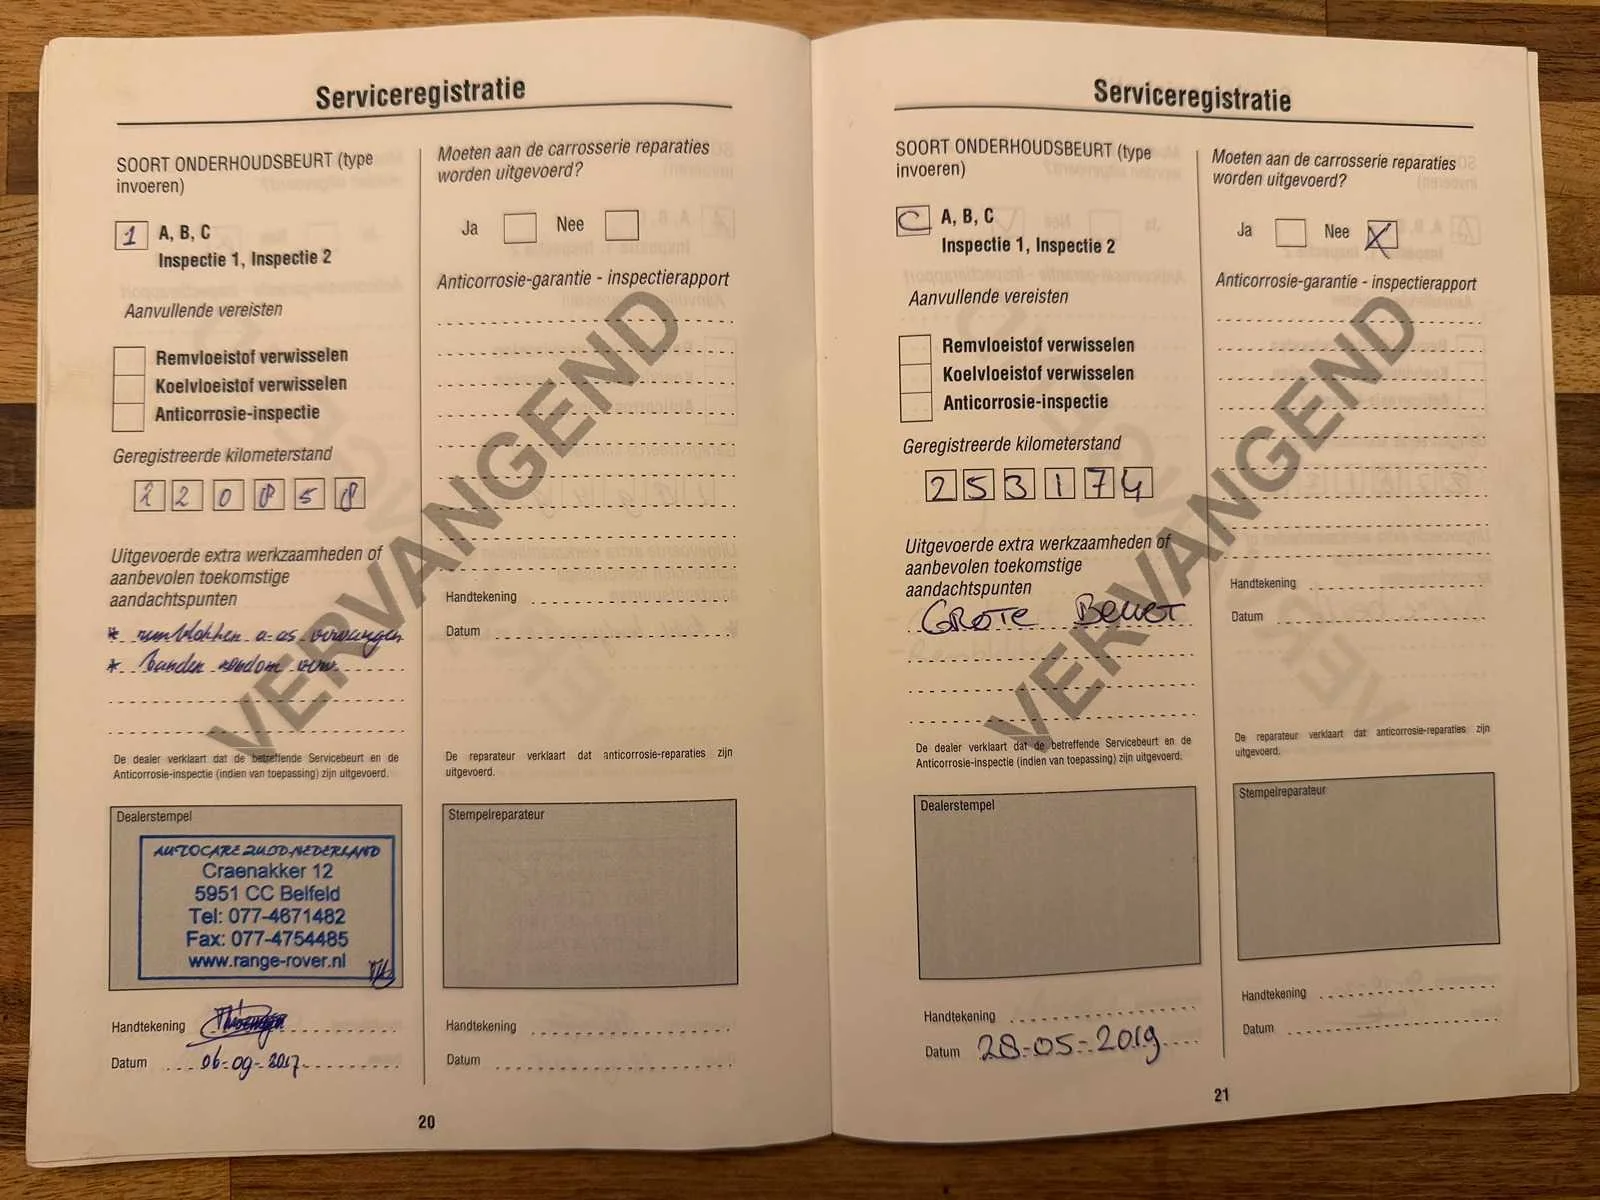 Serviceregistratie
SOORT ONDERHOUDSBEURT (type
invoeren)
1 A, B, C
Inspectie 1, Inspectie 2
Aanvullende vereisten
Remvloeistof verwisselen
Koelvloeistof verwisselen
Anticorrosie-inspectie
Geregistreerde kilometerstand
2 2 0 8 5 8
Uitgevoerde extra werkzaamheden of
aanbevolen toekomstige
aandachtspunten
* remblokken a-as vervangen
* banden rondom
De dealer verklaart dat de betreffende Servicebeurt en de
Anticorrosie-inspectie (indien van toepassing) zijn uitgevoerd.
Dealerstempel
AUTOCARE ZUID-NEDERLAND
Craenakker 12
5951 CC Belfeld
Tel: 077-4671482
Fax: 077-4754485
www.range-rover.nl
Handtekening
Datum 06-09-2017
Moeten aan de carrosserie reparaties
worden uitgevoerd?
Ja Nee
Anticorrosie-garantie - inspectierapport
Handtekening
Datum
De reparateur verklaart dat anticorrosie-reparaties zijn
uitgevoerd.
Stempelreparateur
Handtekening
Datum
VERVANGEND
20
Serviceregistratie
SOORT ONDERHOUDSBEURT (type
invoeren)
C A, B, C
Inspectie 1, Inspectie 2
Aanvullende vereisten
Remvloeistof verwisselen
Koelvloeistof verwisselen
Anticorrosie-inspectie
Geregistreerde kilometerstand
2 5 3 1 7 4
Uitgevoerde extra werkzaamheden of
aanbevolen toekomstige
aandachtspunten
GROTE Beurt
De dealer verklaart dat de betreffende Servicebeurt en de
Anticorrosie-inspectie (indien van toepassing) zijn uitgevoerd.
Dealerstempel
Handtekening
Datum 28-05-2019
Moeten aan de carrosserie reparaties
worden uitgevoerd?
Ja Nee X
Anticorrosie-garantie - inspectierapport
Handtekening
Datum
De reparateur verklaart dat anticorrosie-reparaties zijn
uitgevoerd.
Stempelreparateur
Handtekening
Datum
VERVANGEND
21